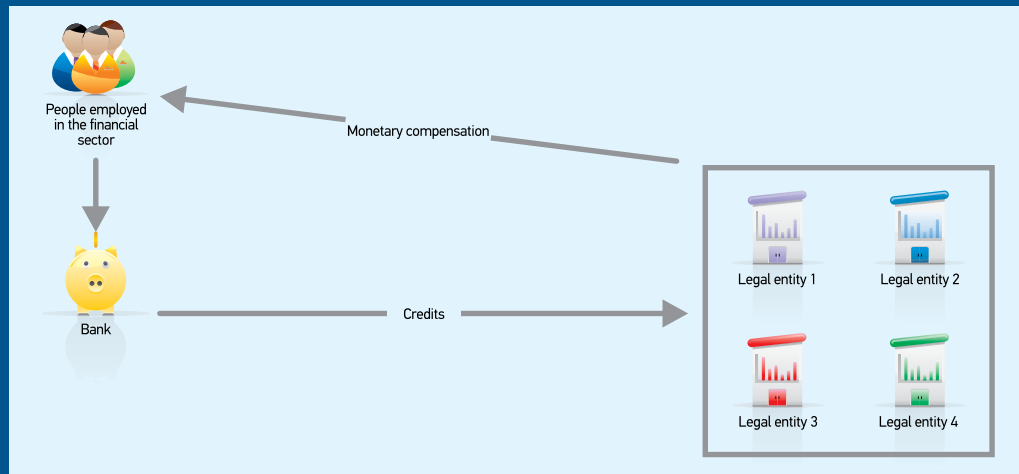 People employed
in the financial
sector
Monetary compensation
Legal entity 1
Legal entity 2
Bank
Credits
Legal entity 3
Legal entity 4